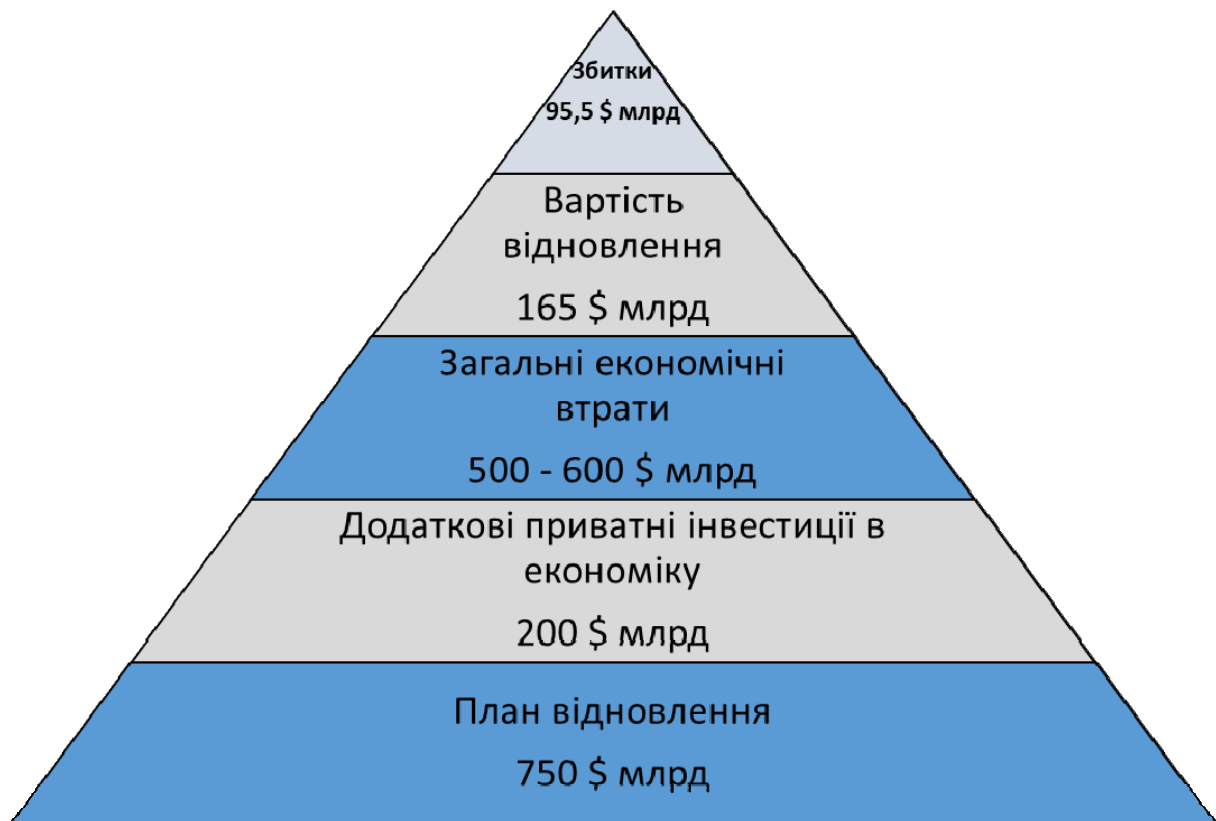 Збитки
95,5 $ млрд
Вартість
відновлення
165 $ млрд
Загальні економічні
втрати
500 - 600 $ млрд
Додаткові приватні інвестиції в
економіку
200 $ млрд
План відновлення
750 $ млрд